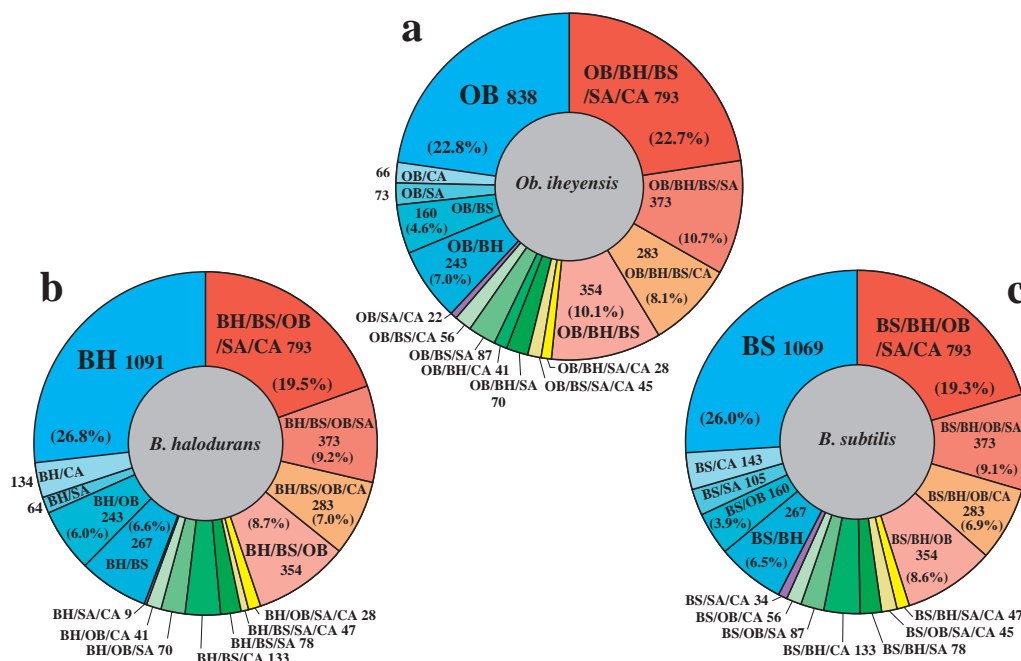 a
OB 838
(22.8%)
OB/BH/BS
/SA/CA 793
(22.7%)
OB/BH/BS/SA
373
(10.7%)
283
OB/BH/BS/CA
(8.1%)
354
(10.1%)
OB/BH/BS
OB/BH/SA/CA 28
OB/BS/SA/CA 45
OB/BH/SA
70
OB/BH/CA 41
OB/BS/SA 87
OB/BS/CA 56
OB/SA/CA 22
OB/BH
243
(7.0%)
OB/BS
160
(4.6%)
73
OB/SA
66
OB/CA
Ob. iheyensis
b
BH 1091
(26.8%)
BH/BS/OB
/SA/CA 793
(19.5%)
BH/BS/OB/SA
373
(9.2%)
BH/BS/OB/CA
283
(7.0%)
(8.7%)
BH/BS/OB
354
BH/OB/SA/CA 28
BH/BS/SA/CA 47
BH/BS/SA 78
BH/BS/CA 133
BH/OB/SA 70
BH/OB/CA 41
BH/SA/CA 9
(6.6%)
267
BH/BS
BH/OB
243
(6.0%)
64
BH/SA
134
BH/CA
B. halodurans
c
BS 1069
(26.0%)
BS/BH/OB
/SA/CA 793
(19.3%)
BS/BH/OB/SA
373
(9.1%)
BS/BH/OB/CA
283
(6.9%)
BS/BH/OB
354
(8.6%)
BS/BH/SA/CA 47
BS/OB/SA/CA 45
BS/BH/SA 78
BS/BH/CA 133
BS/OB/SA 87
BS/OB/CA 56
BS/SA/CA 34
267
BS/BH
(6.5%)
BS/OB 160
(3.9%)
BS/SA 105
BS/CA 143
B. subtilis